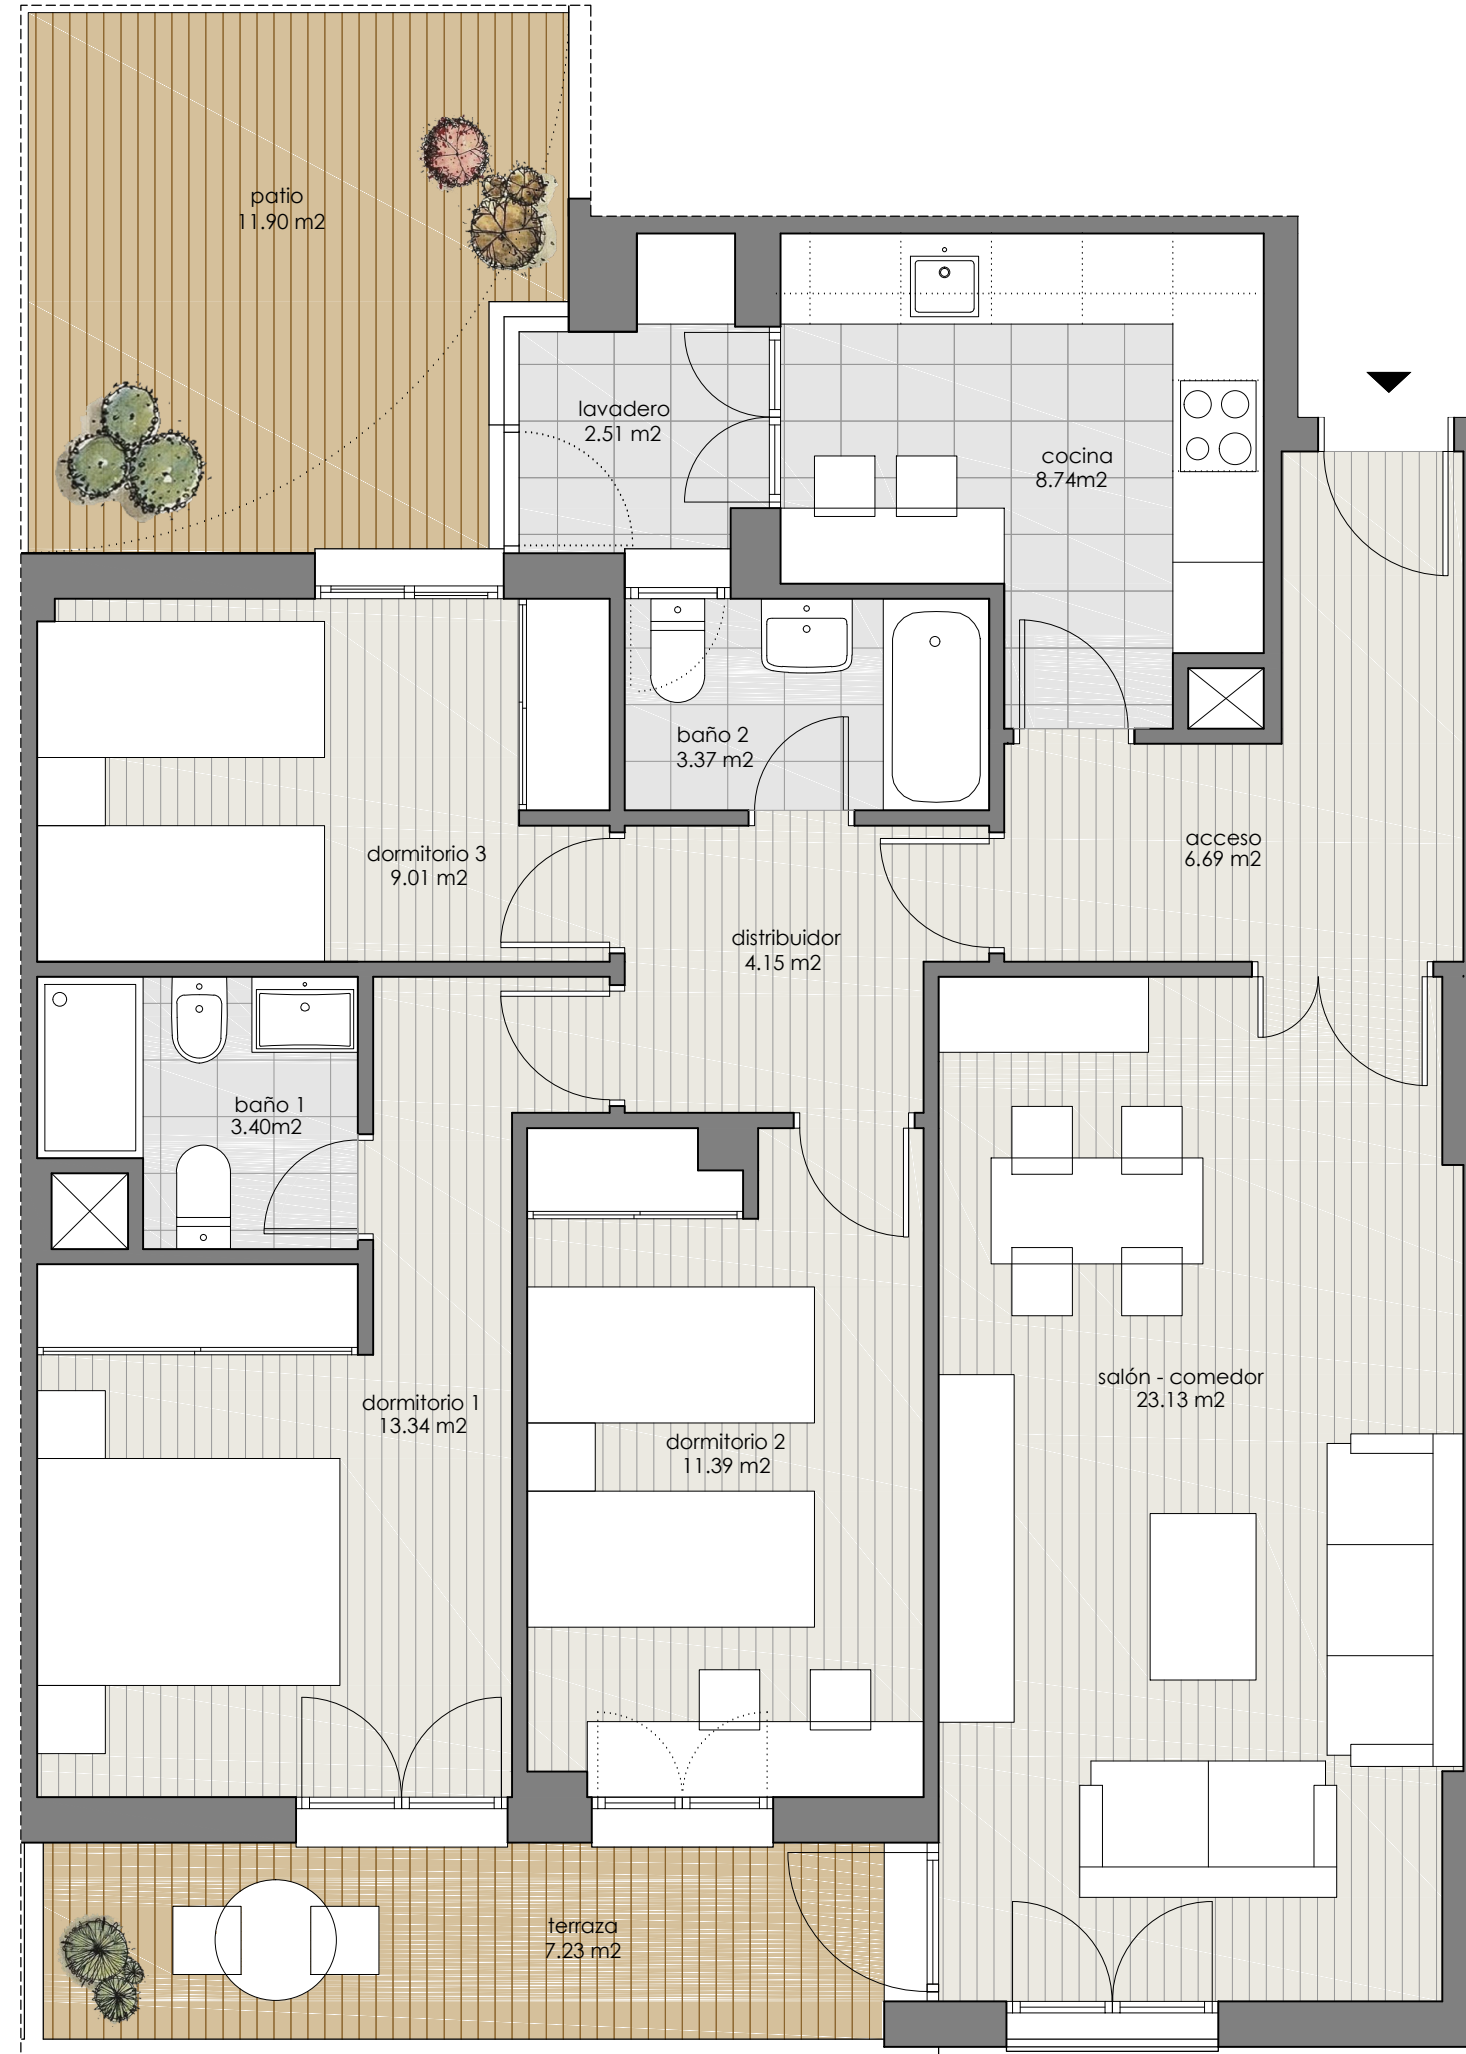 patio
11.90 m2
lavadero
2.51 m2
cocina
8.74m2
baño 2
3.37 m2
acceso
6.69 m2
dormitorio 3
9.01 m2
distribuidor
4.15 m2
baño 1
3.40m2
salón - comedor
23.13 m2
dormitorio 1
13.34 m2
dormitorio 2
11.39 m2
terraza
7.23 m2